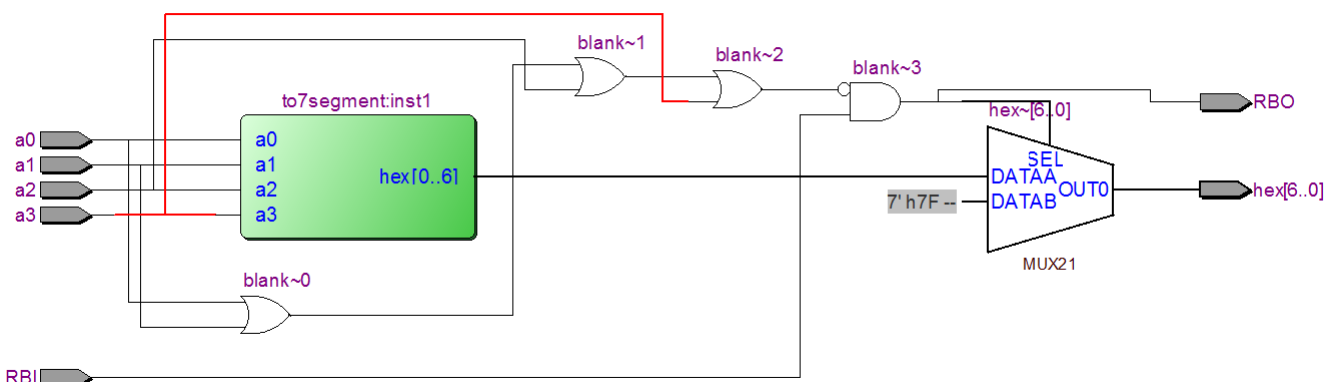 blank~1
blank~2
blank~3
to7segment:inst1
hex~[6..0]
RBO
a0
a1
a2
a3
a0
a1
a2
a3
hex[0..6]
SEL
DATAA
OUT0
DATAB
7' h7F --
hex[6..0]
MUX21
blank~0
RBI